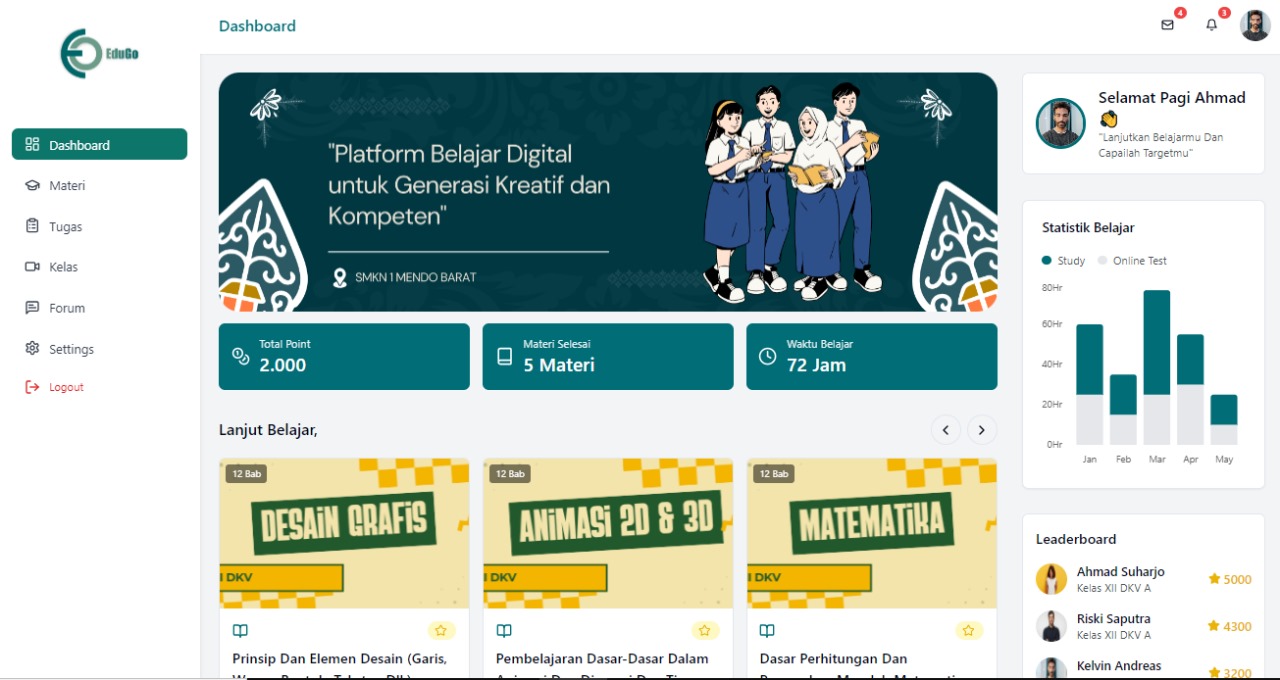 EduGo
Dashboard
4
3
Dashboard
Materi
Tugas
Kelas
Forum
Settings
Logout
"Platform Belajar Digital
untuk Generasi Kreatif dan
Kompeten"
SMKN 1 MENDO BARAT
Total Point
2.000
Materi Selesai
5 Materi
Waktu Belajar
72 Jam
Lanjut Belajar,
12 Bab
DESAIN GRAFIS
I DKV
Prinsip Dan Elemen Desain (Garis,
12 Bab
ANIMASI 2D & 3D
I DKV
Pembelajaran Dasar-Dasar Dalam
12 Bab
MATEMATIKA
I DKV
Dasar Perhitungan Dan
Selamat Pagi Ahmad
"Lanjutkan Belajarmu Dan
Capailah Targetmu"
Statistik Belajar
Study
Online Test
80Hr
60Hr
40Hr
20Hr
0Hr
Jan Feb Mar Apr May
Leaderboard
Ahmad Suharjo
Kelas XII DKV A
5000
Riski Saputra
Kelas XII DKV A
4300
Kelvin Andreas
3200